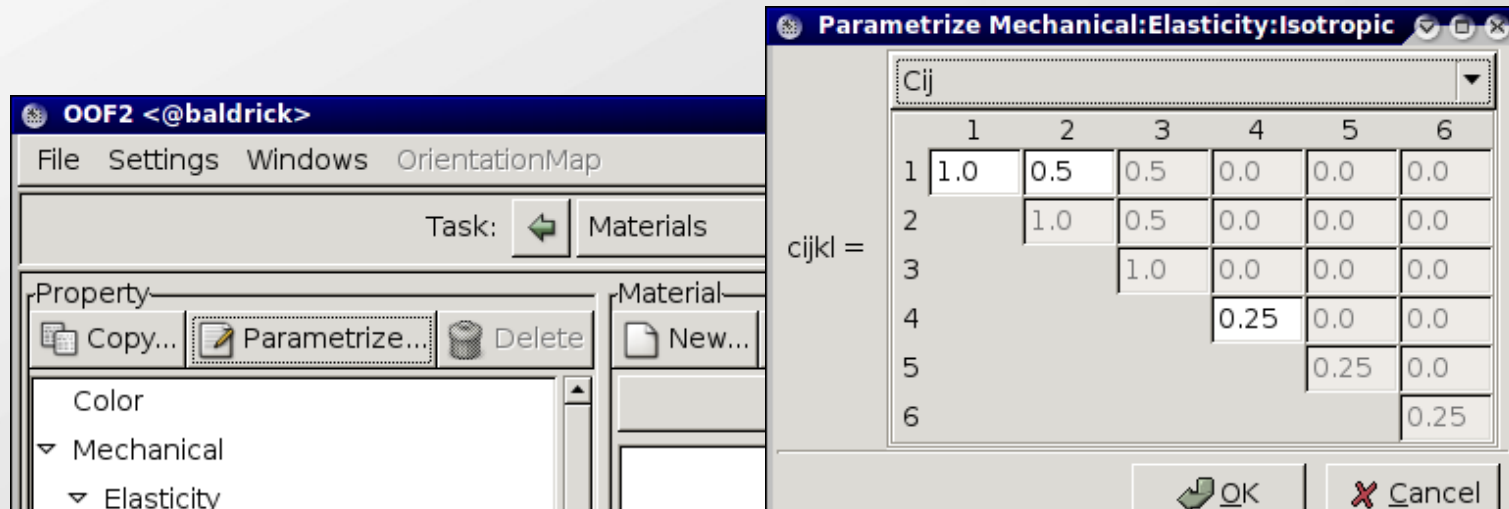 OOF2 <@baldrick>
File Settings Windows OrientationMap
Task: Materials
Property
Copy... Parametrize... Delete
Color
Mechanical
Elasticity
Material
New...
Parametrize Mechanical:Elasticity:Isotropic
Cij
cijkl =
1 2 3 4 5 6
1 1.0 0.5 0.5 0.0 0.0 0.0
2 1.0 0.5 0.0 0.0 0.0
3 1.0 0.0 0.0 0.0
4 0.25 0.0 0.0
5 0.25 0.0
6 0.25
OK Cancel